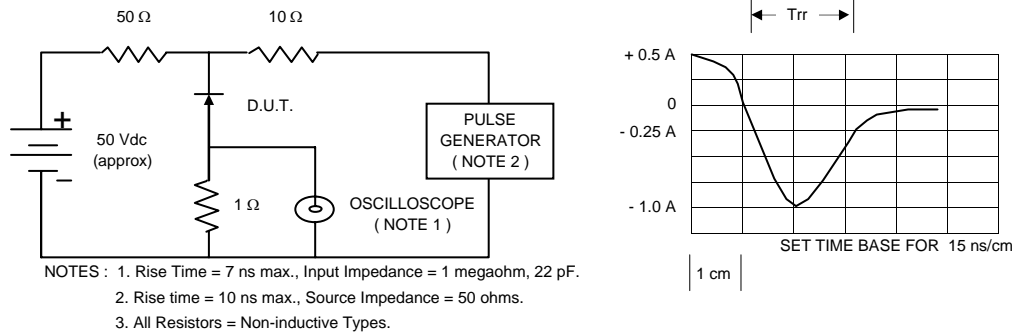 50 Ω
10 Ω
Trr
+ 0.5 A
0
- 0.25 A
- 1.0 A
SET TIME BASE FOR 15 ns/cm
1 cm
D.U.T.
+
50 Vdc
(approx)
−
PULSE
GENERATOR
( NOTE 2 )
1 Ω
OSCILLOSCOPE
( NOTE 1 )
NOTES : 1. Rise Time = 7 ns max., Input Impedance = 1 megaohm, 22 pF.
2. Rise time = 10 ns max., Source Impedance = 50 ohms.
3. All Resistors = Non-inductive Types.